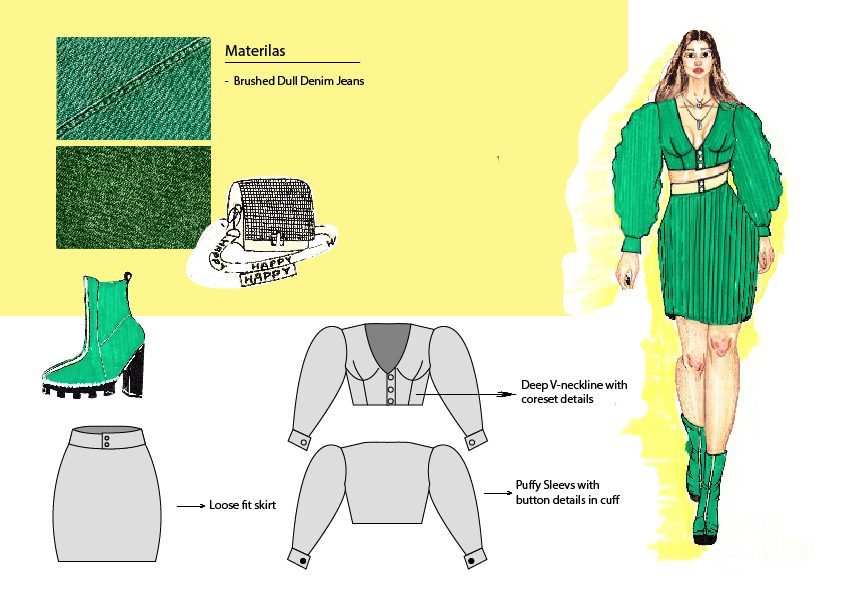 Materilas
- Brushed Dull Denim Jeans
HAPPY
HAPPY
Deep V-neckline with
coreset details
Puffy Sleevs with
button details in cuff
Loose fit skirt